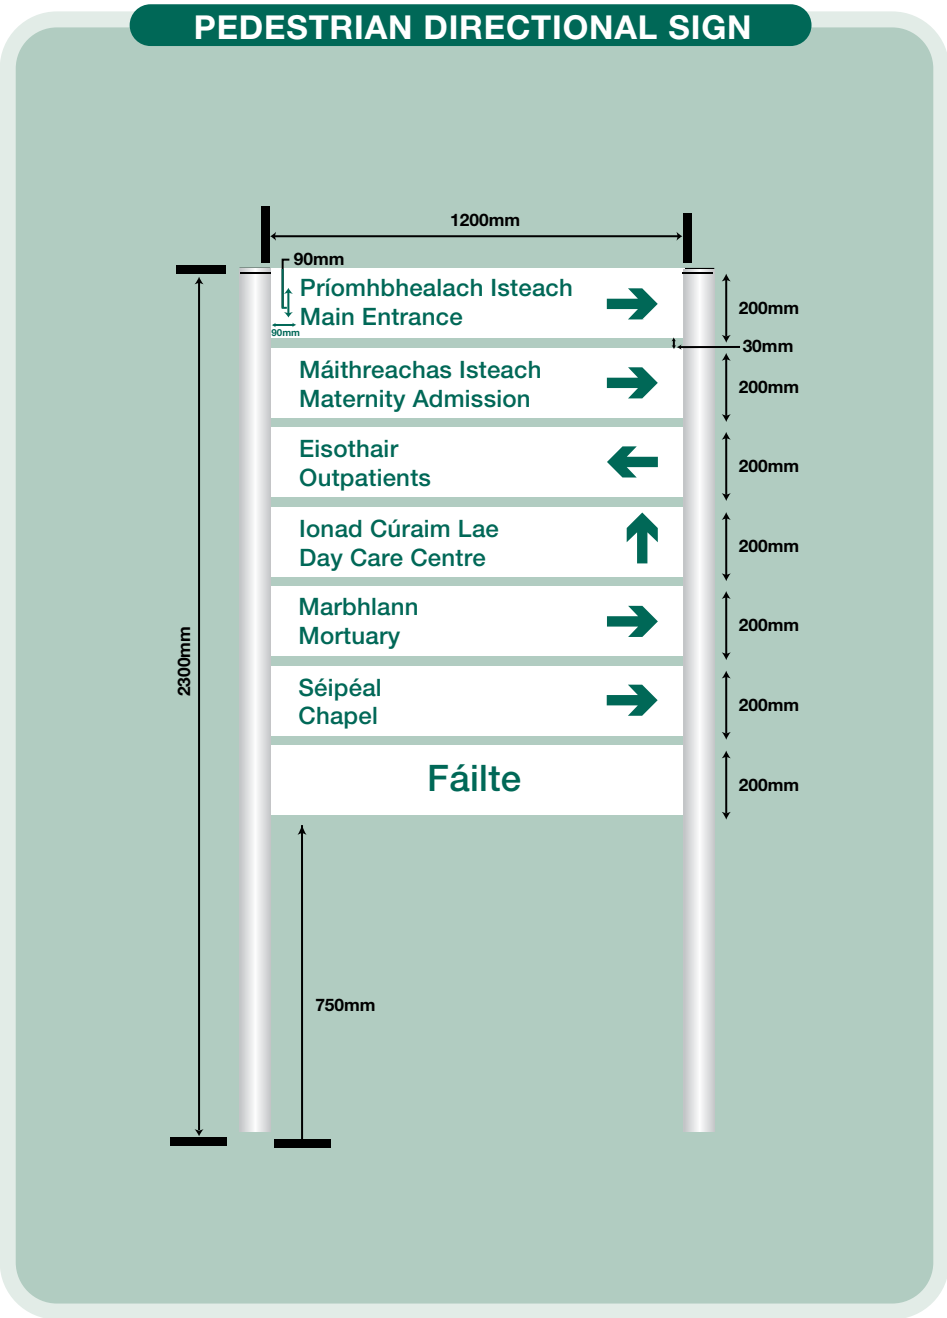 PEDESTRIAN DIRECTIONAL SIGN
1200mm
90mm
Príomhbhealach Isteach
Main Entrance
90mm
200mm
30mm
Máithreachas Isteach
Maternity Admission
200mm
Eisothair
Outpatients
200mm
Ionad Cúraim Lae
Day Care Centre
200mm
Marbhlann
Mortuary
200mm
2300mm
Séipéal
Chapel
200mm
Fáilte
200mm
750mm